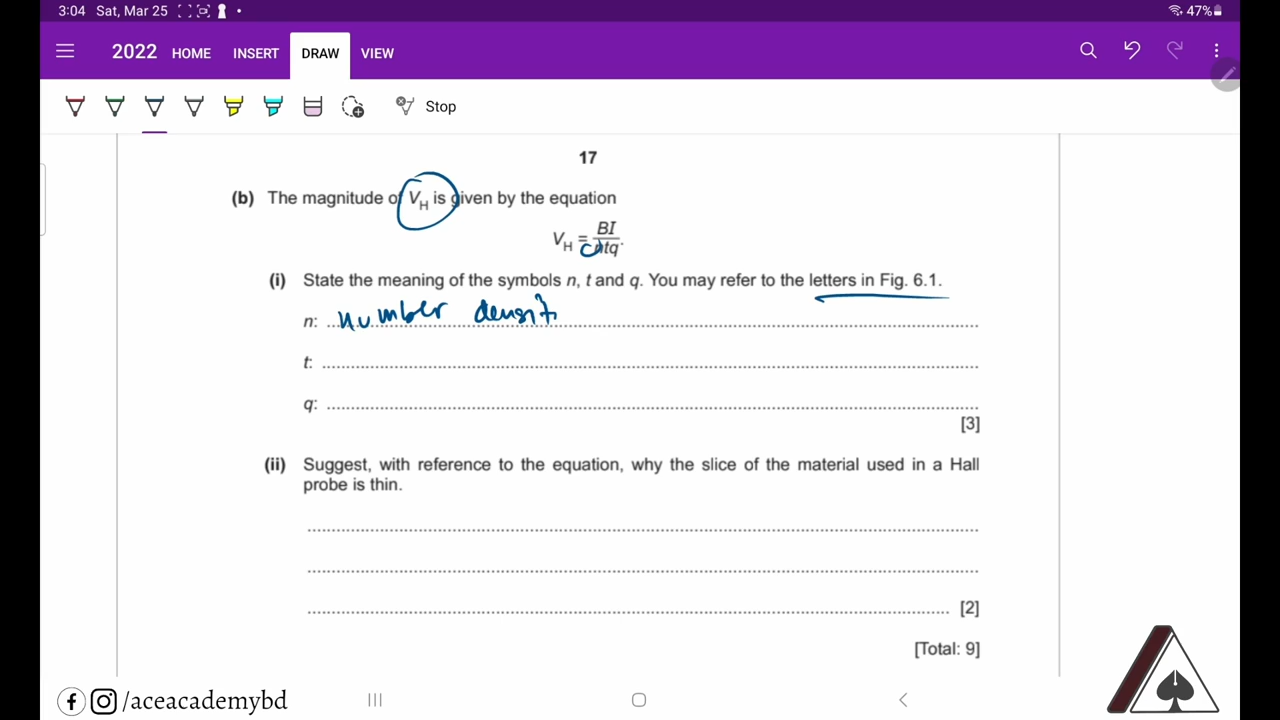 3:04 Sat, Mar 25 47%
2022 HOME INSERT DRAW VIEW
Stop
17
(b) The magnitude of VH is given by the equation
VH = BI/ntq.
(i) State the meaning of the symbols n, t and q. You may refer to the letters in Fig. 6.1.
n: number densit
t:
q:
[3]
(ii) Suggest, with reference to the equation, why the slice of the material used in a Hall
probe is thin.
[2]
[Total: 9]
/aceacademybd